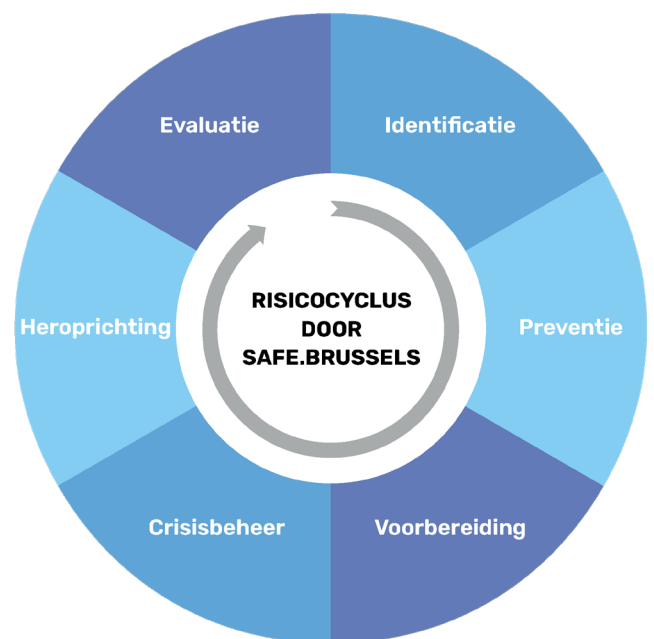 Evaluatie
Identificatie
Heroprichting
RISICOCYCLUS
DOOR
SAFE.BRUSSELS
Preventie
Crisisbeheer
Voorbereiding